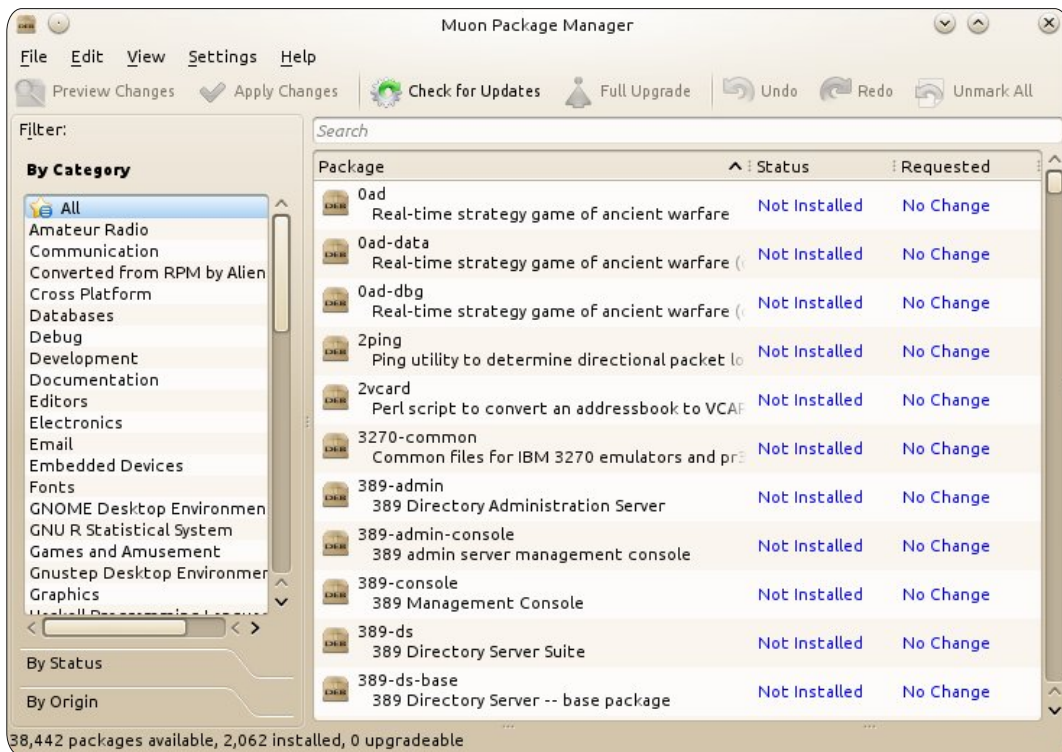 Muon Package Manager
File Edit View Settings Help
Preview Changes Apply Changes Check for Updates Full Upgrade Undo Redo Unmark All
Filter:
Search
By Category
All
Amateur Radio
Communication
Converted from RPM by Alien
Cross Platform
Databases
Debug
Development
Documentation
Editors
Electronics
Email
Embedded Devices
Fonts
GNOME Desktop Environmen
GNU R Statistical System
Games and Amusement
Gnustep Desktop Environmen
Graphics
By Status
By Origin
Package Status Requested
0ad
Real-time strategy game of ancient warfare Not Installed No Change
0ad-data
Real-time strategy game of ancient warfare ( Not Installed No Change
0ad-dbg
Real-time strategy game of ancient warfare ( Not Installed No Change
2ping
Ping utility to determine directional packet lo Not Installed No Change
2vcard
Perl script to convert an addressbook to VCAR Not Installed No Change
3270-common
Common files for IBM 3270 emulators and pr3 Not Installed No Change
389-admin
389 Directory Administration Server Not Installed No Change
389-admin-console
389 admin server management console Not Installed No Change
389-console
389 Management Console Not Installed No Change
389-ds
389 Directory Server Suite Not Installed No Change
389-ds-base
389 Directory Server -- base package Not Installed No Change
38,442 packages available, 2,062 installed, 0 upgradeable